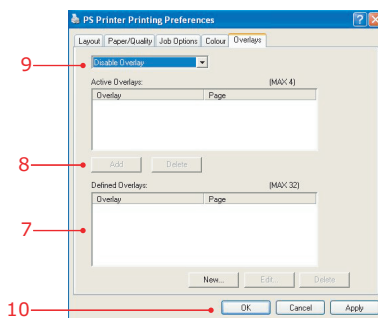 PS Printer Printing Preferences
Layout Paper/Quality Job Options Colour Overlays
9
Disable Overlay
Active Overlays: (MAX 4)
Overlay Page
8
Add Delete
Defined Overlays: (MAX 32)
Overlay Page
7
New... Edit... Delete
10
OK Cancel Apply